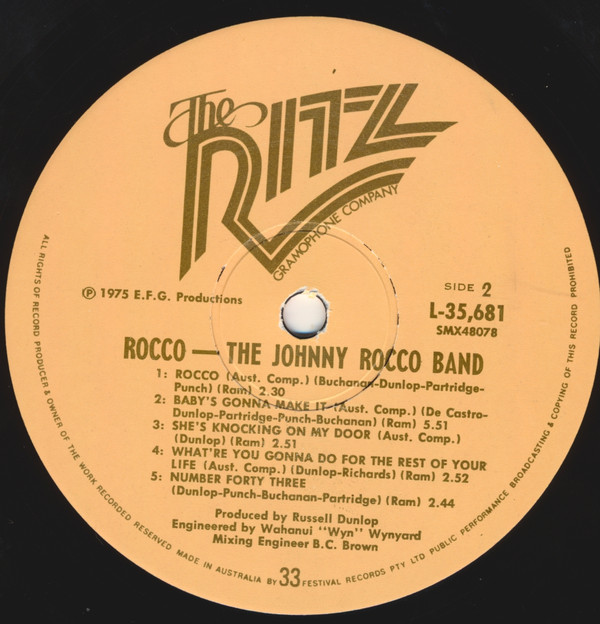 The RITZ
GRAMOPHONE COMPANY
℗ 1975 E.F.G. Productions
SIDE 2
L-35,681
SMX48078
ROCCO — THE JOHNNY ROCCO BAND
1: ROCCO (Aust. Comp.) (Buchanan-Dunlop-Partridge-
Punch) (Ram) 2.30
2: BABY'S GONNA MAKE IT (Aust. Comp.) (De Castro-
Dunlop-Partridge-Punch-Buchanan) (Ram) 5.51
3: SHE'S KNOCKING ON MY DOOR (Aust. Comp.)
(Dunlop) (Ram) 2.51
4: WHAT'RE YOU GONNA DO FOR THE REST OF YOUR
LIFE (Aust. Comp.) (Dunlop-Richards) (Ram) 2.52
5: NUMBER FORTY THREE
(Dunlop-Punch-Buchanan-Partridge) (Ram) 2.44
Produced by Russell Dunlop
Engineered by Wahanui "Wyn" Wynyard
Mixing Engineer B.C. Brown
ALL RIGHTS OF RECORD PRODUCER & OWNER OF THE WORK RECORDED RESERVED MADE IN AUSTRALIA BY 33 FESTIVAL RECORDS PTY LTD PUBLIC PERFORMANCE BROADCASTING & COPYING OF THIS RECORD PROHIBITED